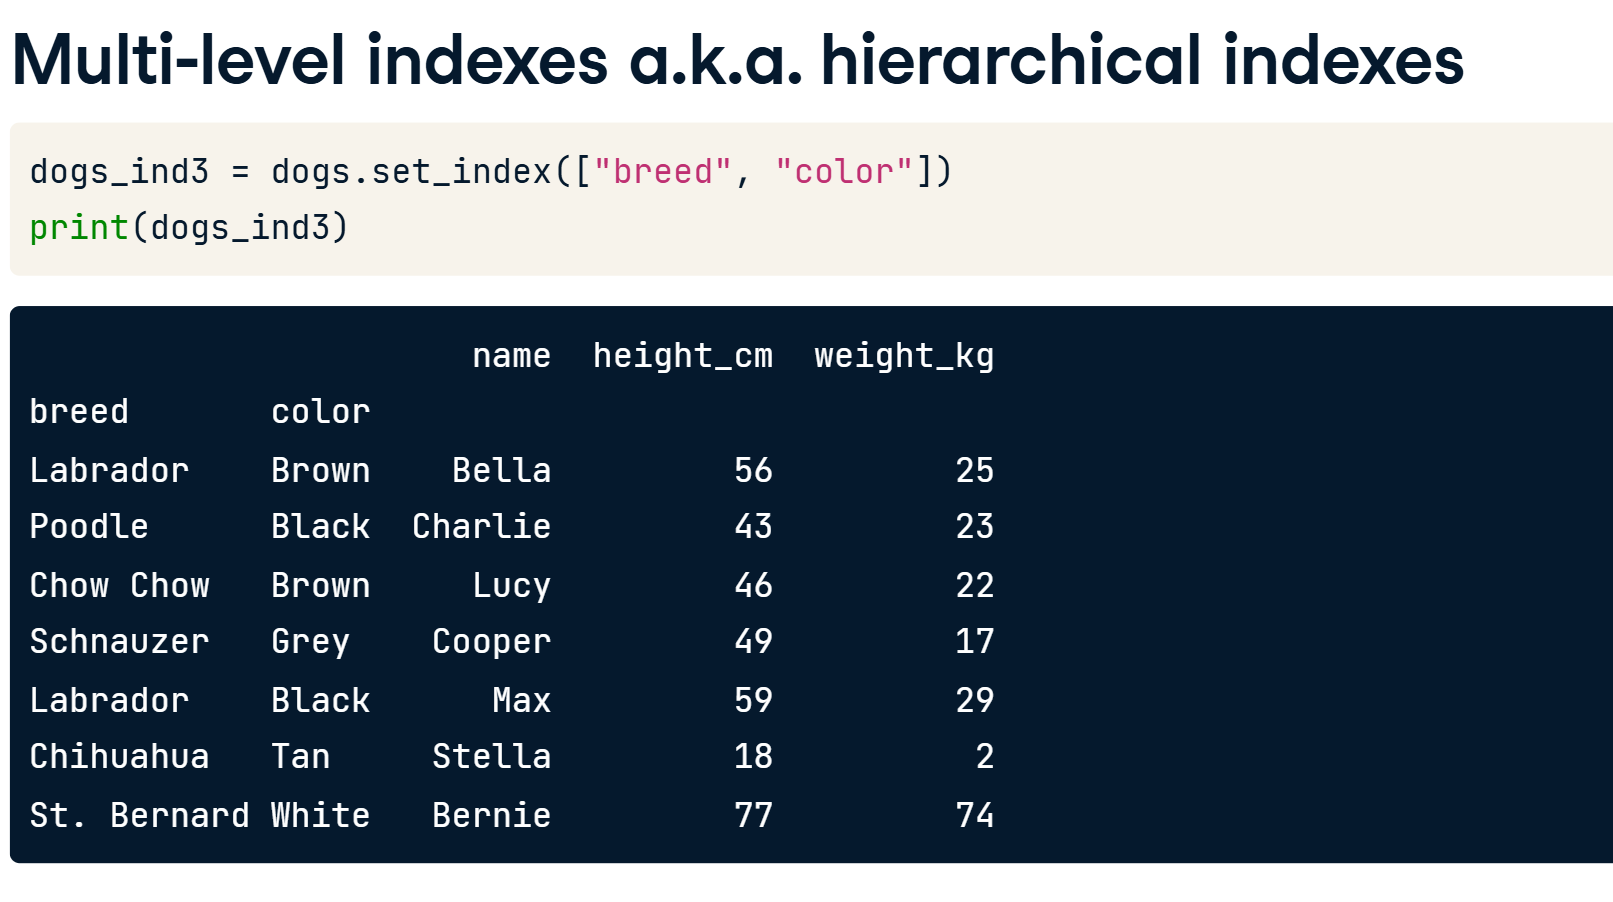 Multi-level indexes a.k.a. hierarchical indexes
dogs_ind3 = dogs.set_index(["breed", "color"])
print(dogs_ind3)
                      name  height_cm  weight_kg
breed       color
Labrador    Brown    Bella         56         25
Poodle      Black  Charlie         43         23
Chow Chow   Brown     Lucy         46         22
Schnauzer   Grey    Cooper         49         17
Labrador    Black      Max         59         29
Chihuahua   Tan     Stella         18          2
St. Bernard White   Bernie         77         74